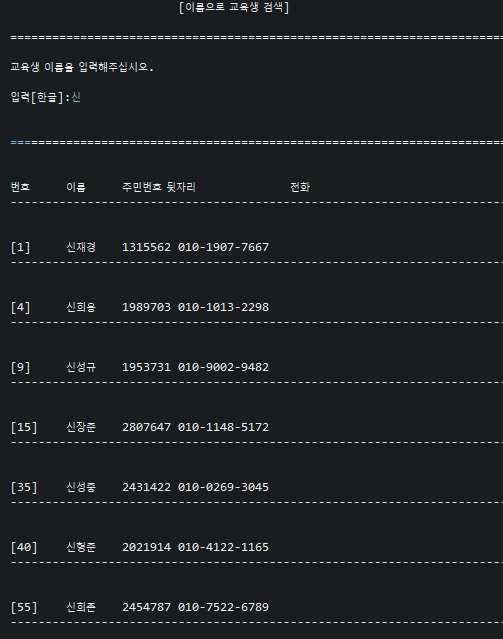 [이름으로 교육생 검색]
========================================================================
교육생 이름을 입력해주십시오.
입력[한글]:신
========================================================================
번호 이름 주민번호 뒷자리 전화
------------------------------------------------------------------------
[1] 신재경 1315562 010-1907-7667
------------------------------------------------------------------------
[4] 신희용 1989703 010-1013-2298
------------------------------------------------------------------------
[9] 신성규 1953731 010-9002-9482
------------------------------------------------------------------------
[15] 신장준 2807647 010-1148-5172
------------------------------------------------------------------------
[35] 신성중 2431422 010-0269-3045
------------------------------------------------------------------------
[40] 신형준 2021914 010-4122-1165
------------------------------------------------------------------------
[55] 신희준 2454787 010-7522-6789
------------------------------------------------------------------------